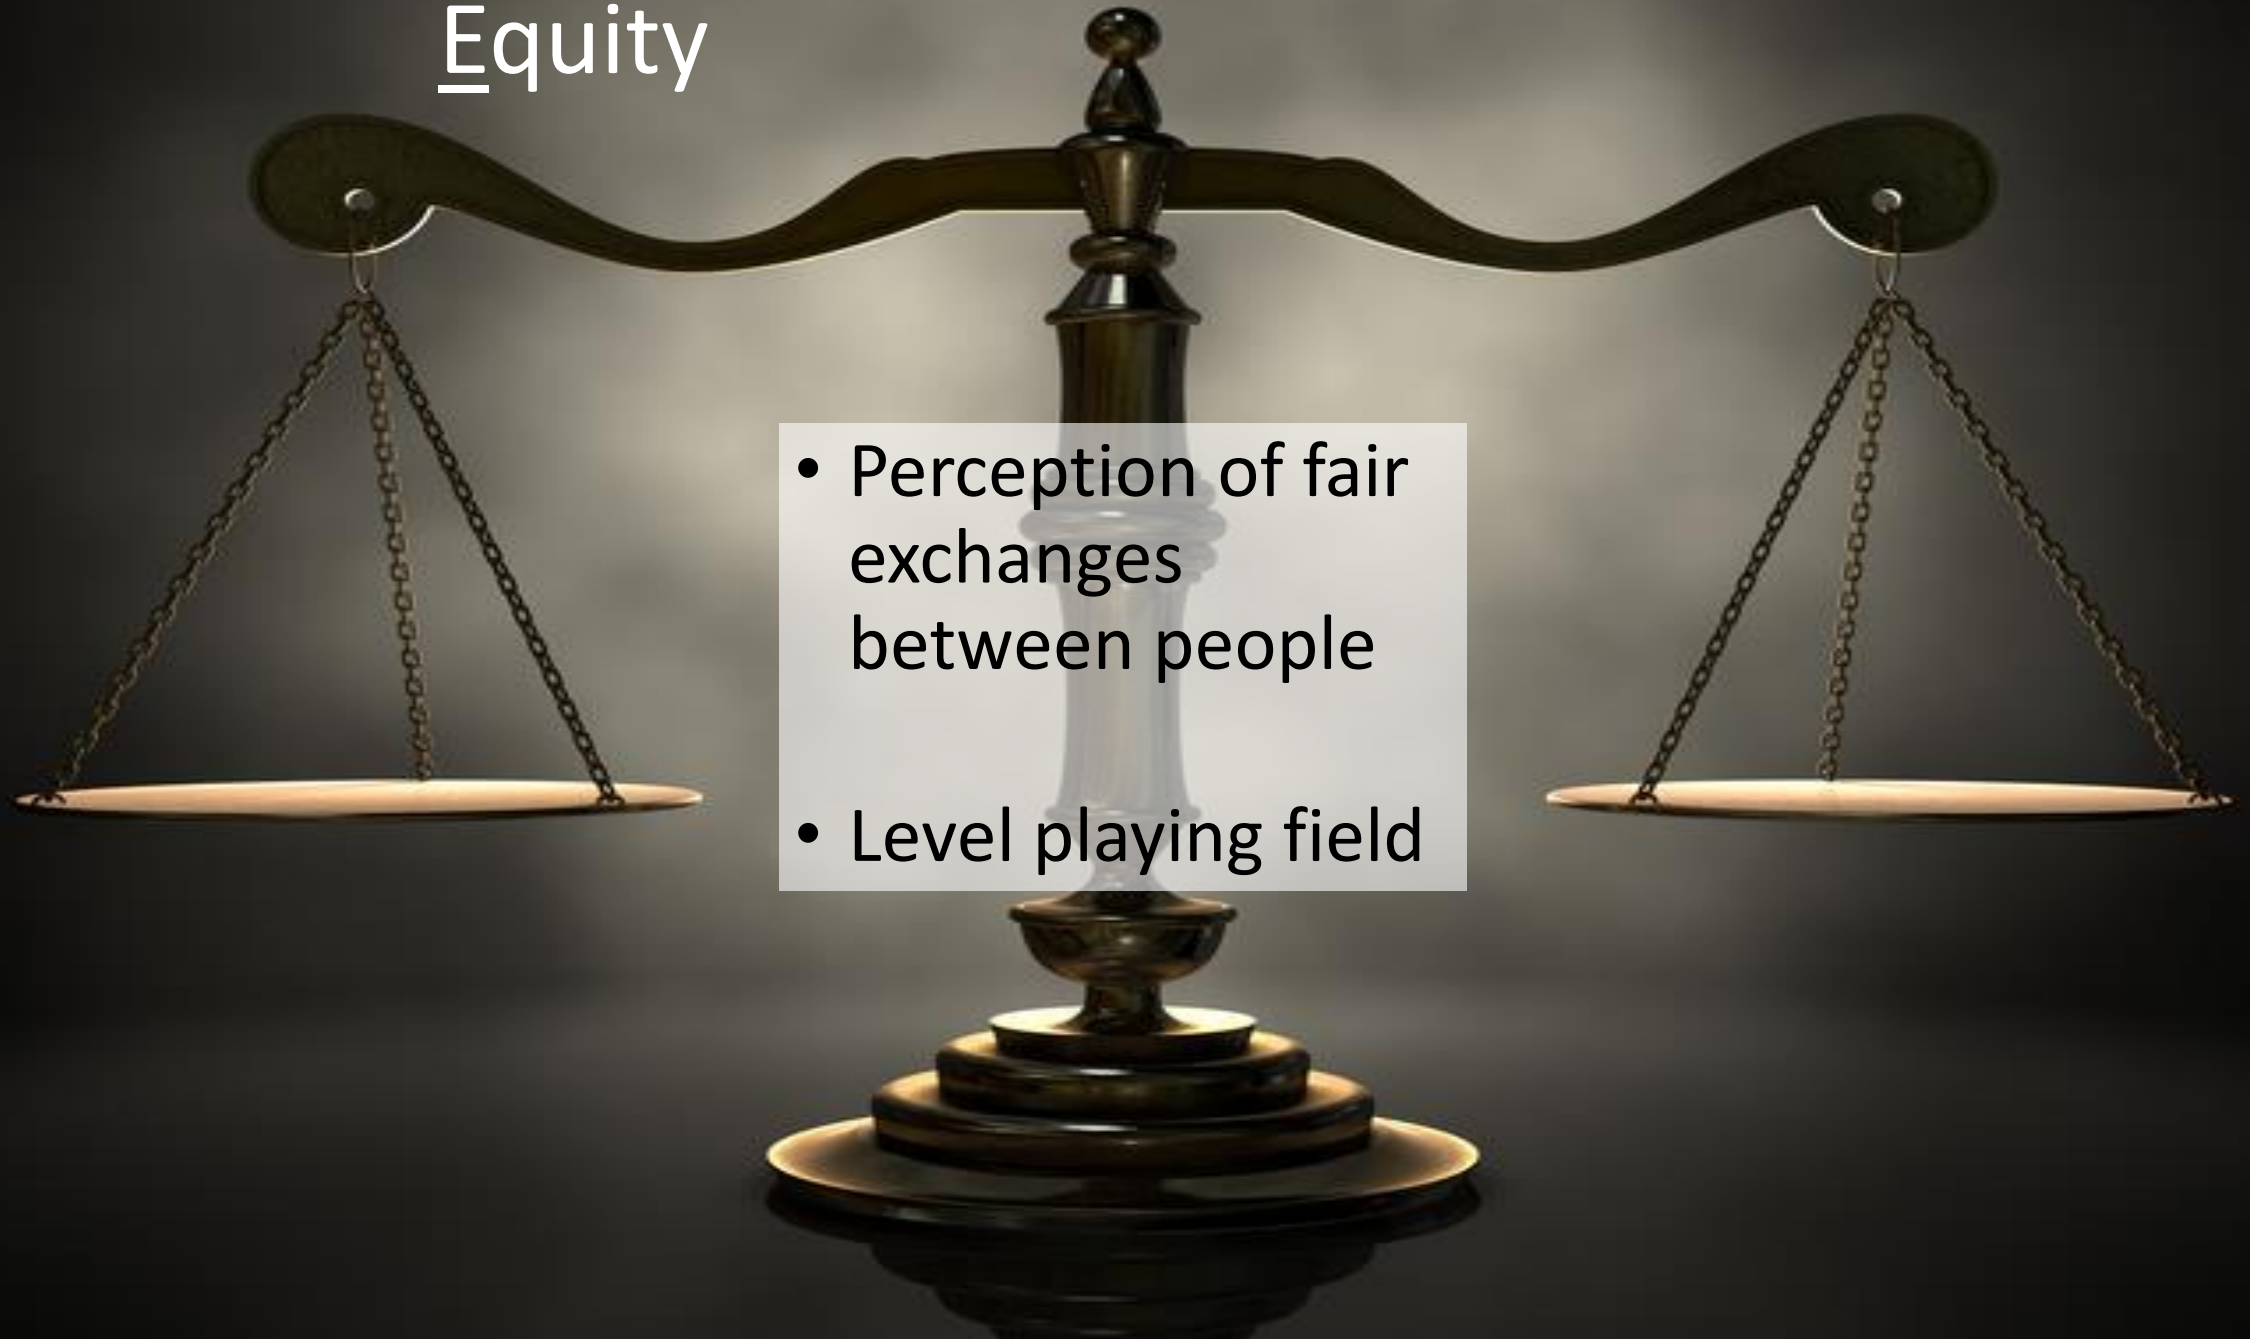 Equity
• Perception of fair
exchanges
between people
• Level playing field